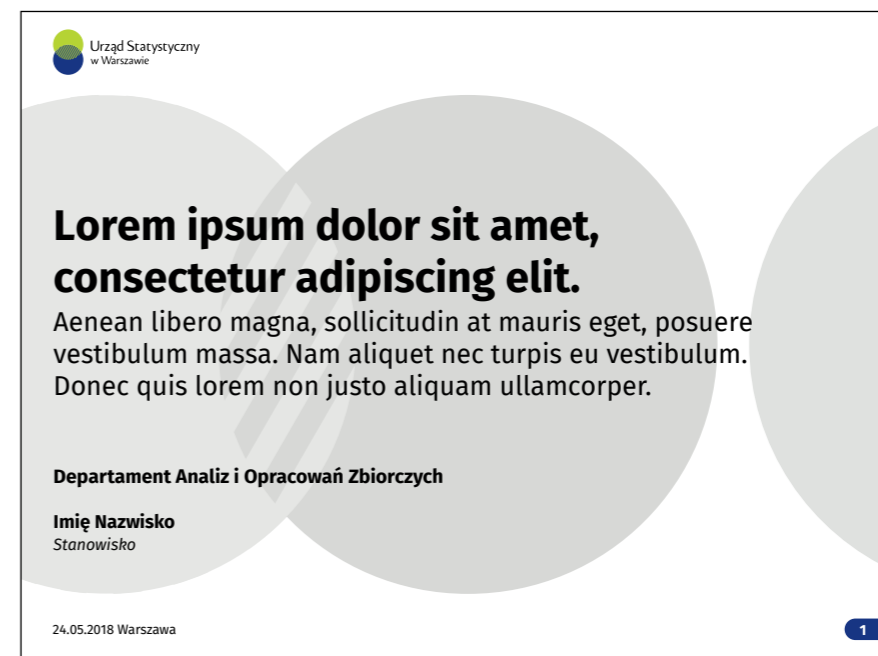 Urząd Statystyczny
w Warszawie
Lorem ipsum dolor sit amet,
consectetur adipiscing elit.
Aenean libero magna, sollicitudin at mauris eget, posuere
vestibulum massa. Nam aliquet nec turpis eu vestibulum.
Donec quis lorem non justo aliquam ullamcorper.
Departament Analiz i Opracowań Zbiorczych
Imię Nazwisko
Stanowisko
24.05.2018 Warszawa
1